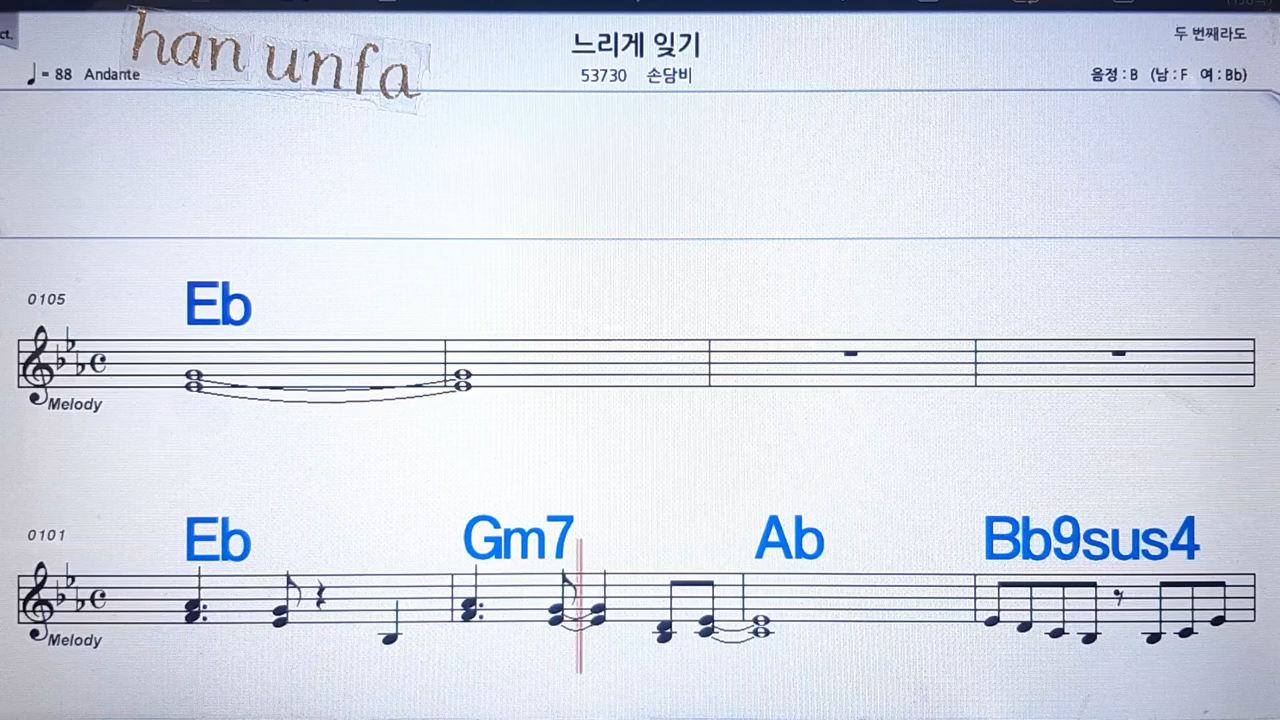 ct.
han unfa
느리게 잊기
두 번째라도
♩= 88 Andante
53730 손담비
음정 : B (남 : F 여 : Bb)
0105
Eb
Melody
0101
Eb Gm7 Ab Bb9sus4
Melody